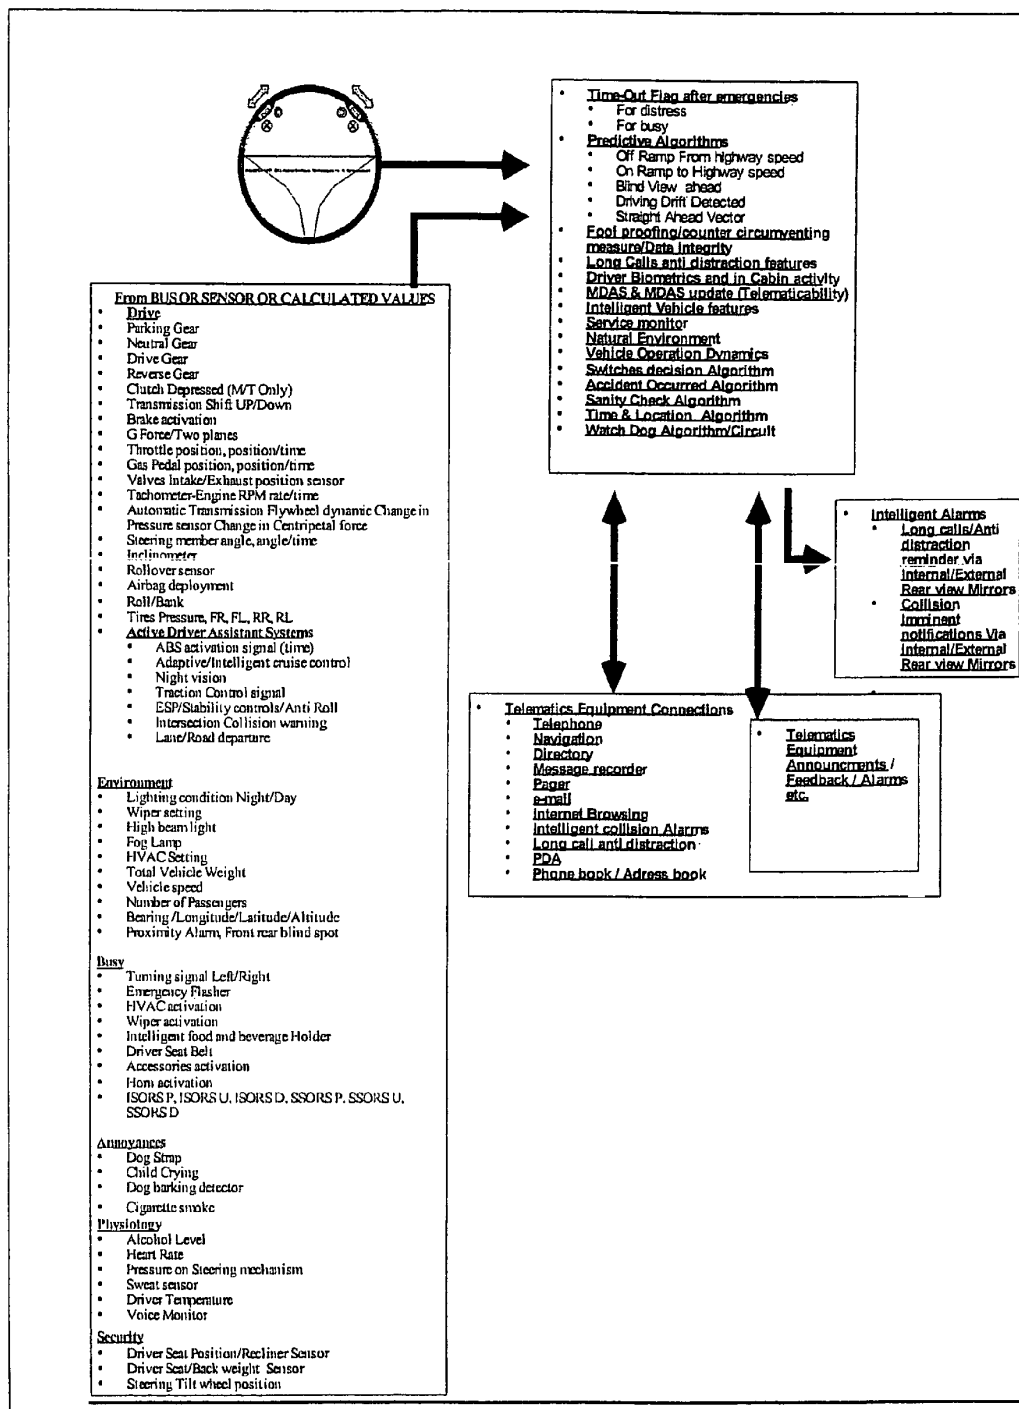 Time-Out Flag after emergencies
For distress
For busy
Predictive Algorithms
Off Ramp From highway speed
On Ramp to Highway speed
Blind View ahead
Driving Drift Detected
Straight Ahead Vector
Fool proofing/counter circumventing
measure/Data Integrity
Long Calls anti distraction features
Driver Biometrics and in Cabin activity
MDAS & MDAS update (Telematicability)
Intelligent Vehicle features
Service monitor
Natural Environment
Vehicle Operation Dynamics
Switches decision Algorithm
Accident Occurred Algorithm
Sanity Check Algorithm
Time & Location Algorithm
Watch Dog Algorithm/Circuit
From BUS OR SENSOR OR CALCULATED VALUES
Drive
Parking Gear
Neutral Gear
Drive Gear
Reverse Gear
Clutch Depressed (M/T Only)
Transmission Shift UP/Down
Brake activation
G Force/Two planes
Throttle position, position/time
Gas Pedal position, position/time
Valves Intake/Exhaust position sensor
Tachometer-Engine RPM rate/time
Automatic Transmission Flywheel dynamic Change in
Pressure sensor Change in Centripetal force
Steering member angle, angle/time
Inclinometer
Rollover sensor
Airbag deployment
Roll/Bank
Tires Pressure, FR, FL, RR, RL
Active Driver Assistant Systems
ABS activation signal (time)
Adaptive/Intelligent cruise control
Night vision
Traction Control signal
ESP/Stability controls/Anti Roll
Intersection Collision warning
Lane/Road departure
Environment
Lighting condition Night/Day
Wiper setting
High beam light
Fog Lamp
HVAC Setting
Total Vehicle Weight
Vehicle speed
Number of Passengers
Bearing /Longitude/Latitude/Altitude
Proximity Alarm, Front rear blind spot
Busy
Turning signal Left/Right
Emergency Flasher
HVAC activation
Wiper activation
Intelligent food and beverage Holder
Driver Seat Belt
Accessories activation
Horn activation
ISORS P, ISORS U, ISORS D, SSORS P, SSORS U,
SSORS D
Annoyances
Dog Strap
Child Crying
Dog barking detector
Cigarette smoke
Physiology
Alcohol Level
Heart Rate
Pressure on Steering mechanism
Sweat sensor
Driver Temperature
Voice Monitor
Security
Driver Seat Position/Recliner Sensor
Driver Seat/Back weight Sensor
Steering Tilt wheel position
Intelligent Alarms
Long calls/Anti
distraction
reminder via
Internal/External
Rear view Mirrors
Collision
Imminent
notifications Via
Internal/External
Rear view Mirrors
Telematics Equipment Connections
Telephone
Navigation
Directory
Message recorder
Pager
e-mail
Internet Browsing
Intelligent collision Alarms
Long call anti distraction
PDA
Phone book / Adress book
Telematics
Equipment
Announcments /
Feedback / Alarms
etc.